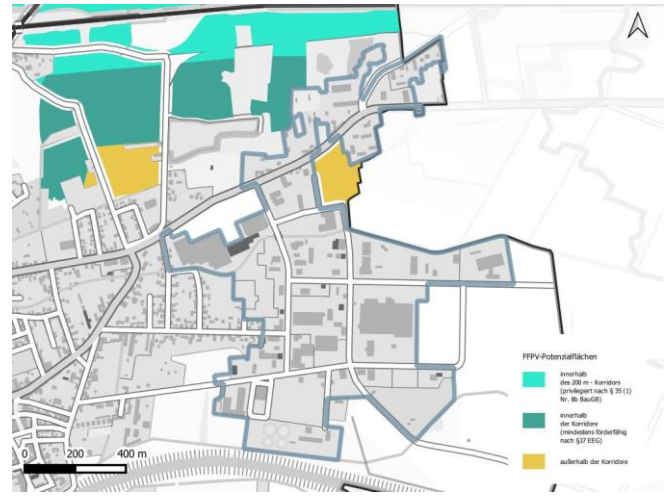 FFPV-Potenzialflächen
innerhalb
des 200 m - Korridors
(privilegiert nach § 35 (1)
Nr. 8b BauGB)
innerhalb
der Korridore
(mindestens förderfähig
nach §37 EEG)
außerhalb der Korridore
0 200 400 m